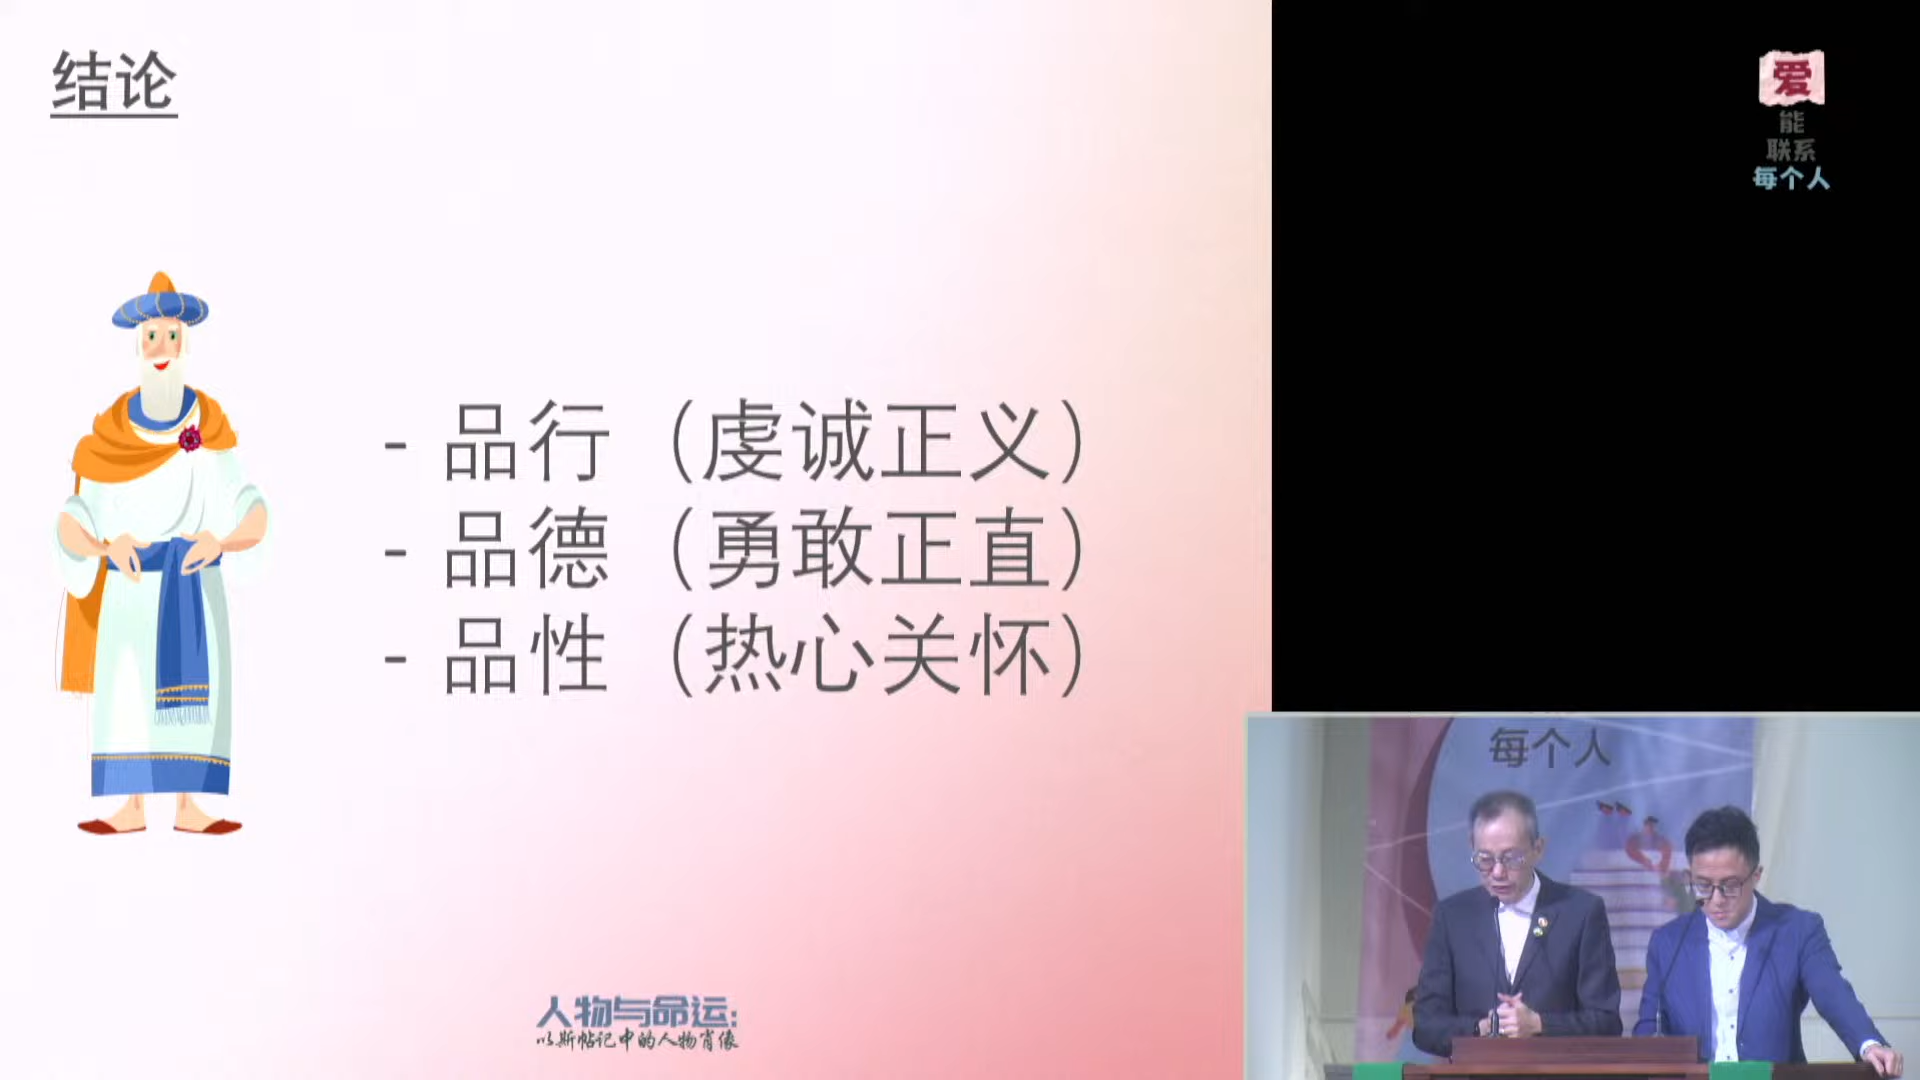 结论
- 品行（虔诚正义）
- 品德（勇敢正直）
- 品性（热心关怀）
人物与命运:
以斯帖记中的人物肖像
爱
能
联系
每个人
每个人